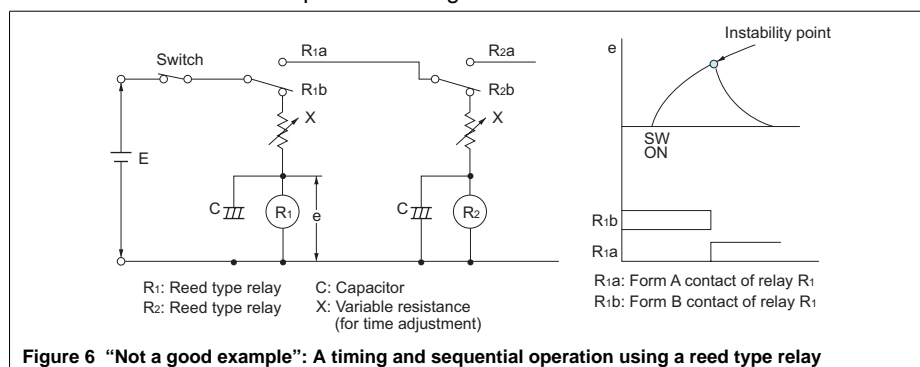 R1a
R2a
Switch
R1b
R2b
X
X
E
C
R1
e
C
R2
R1: Reed type relay
R2: Reed type relay
C: Capacitor
X: Variable resistance
(for time adjustment)
Instability point
e
SW
ON
R1b
R1a
R1a: Form A contact of relay R1
R1b: Form B contact of relay R1
Figure 6 “Not a good example”: A timing and sequential operation using a reed type relay